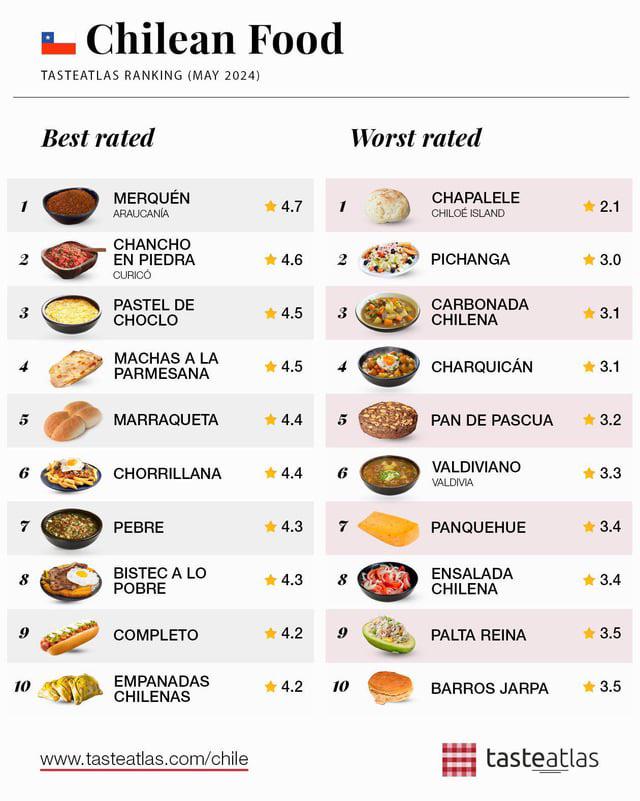 Chilean Food
TASTEATLAS RANKING (MAY 2024)
Best rated
1
MERQUÉN
ARAUCANÍA
4.7
2
CHANCHO
EN PIEDRA
CURICÓ
4.6
3
PASTEL DE
CHOCLO
4.5
4
MACHAS A LA
PARMESANA
4.5
5
MARRAQUETA
4.4
6
CHORRILLANA
4.4
7
PEBRE
4.3
8
BISTEC A LO
POBRE
4.3
9
COMPLETO
4.2
10
EMPANADAS
CHILENAS
4.2
Worst rated
1
CHAPALELE
CHILOÉ ISLAND
2.1
2
PICHANGA
3.0
3
CARBONADA
CHILENA
3.1
4
CHARQUICÁN
3.1
5
PAN DE PASCUA
3.2
6
VALDIVIANO
VALDIVIA
3.3
7
PANQUEHUE
3.4
8
ENSALADA
CHILENA
3.4
9
PALTA REINA
3.5
10
BARROS JARPA
3.5
www.tasteatlas.com/chile
tasteatlas